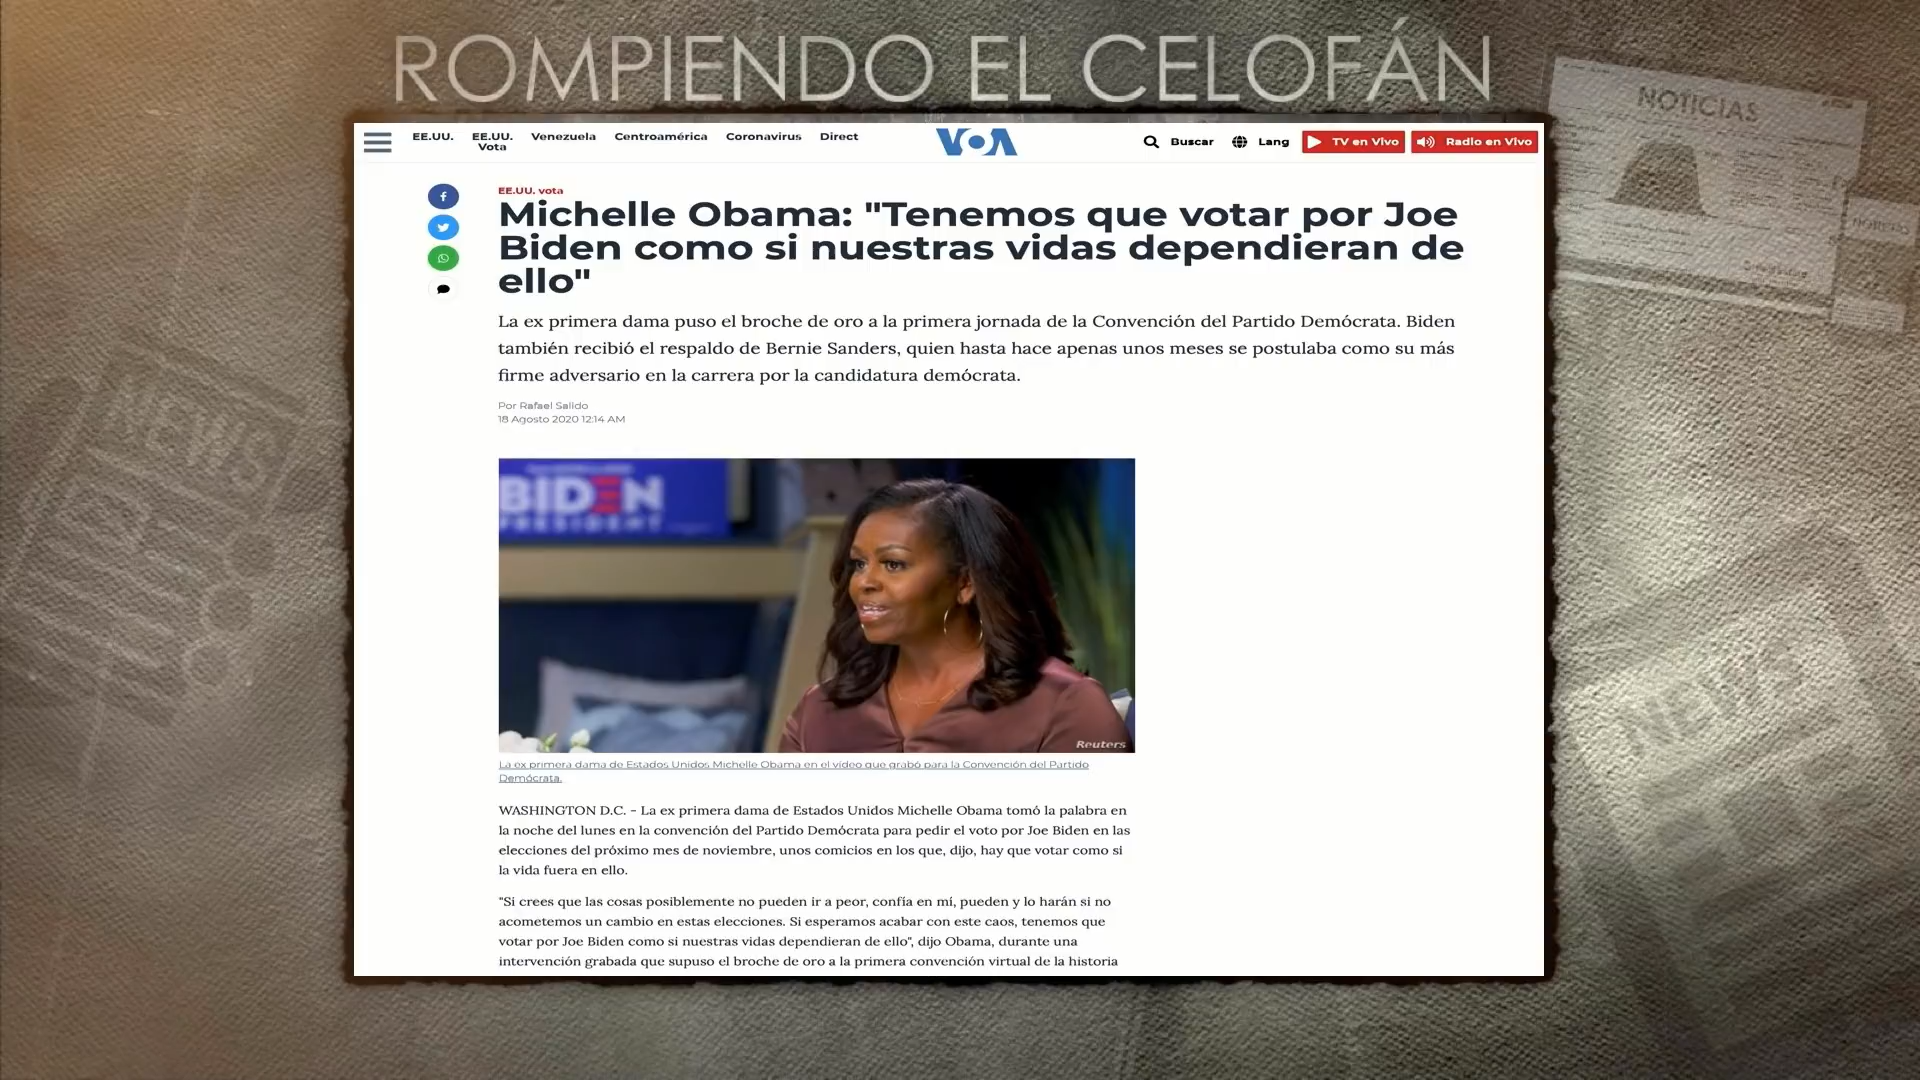 ROMPIENDO EL CELOFÁN
NOTICIAS
EE.UU.
EE.UU. Vota
Venezuela
Centroamérica
Coronavirus
Direct
VOA
Buscar
Lang
TV en Vivo
Radio en Vivo
EE.UU. vota
Michelle Obama: "Tenemos que votar por Joe
Biden como si nuestras vidas dependieran de
ello"
La ex primera dama puso el broche de oro a la primera jornada de la Convención del Partido Demócrata. Biden
también recibió el respaldo de Bernie Sanders, quien hasta hace apenas unos meses se postulaba como su más
firme adversario en la carrera por la candidatura demócrata.
Por Rafael Salido
18 Agosto 2020 12:14 AM
BIDEN
PRESIDENT
Reuters
La ex primera dama de Estados Unidos Michelle Obama en el vídeo que grabó para la Convención del Partido
Demócrata.
WASHINGTON D.C. - La ex primera dama de Estados Unidos Michelle Obama tomó la palabra en
la noche del lunes en la convención del Partido Demócrata para pedir el voto por Joe Biden en las
elecciones del próximo mes de noviembre, unos comicios en los que, dijo, hay que votar como si
la vida fuera en ello.
"Si crees que las cosas posiblemente no pueden ir a peor, confía en mí, pueden y lo harán si no
acometemos un cambio en estas elecciones. Si esperamos acabar con este caos, tenemos que
votar por Joe Biden como si nuestras vidas dependieran de ello", dijo Obama, durante una
intervención grabada que supuso el broche de oro a la primera convención virtual de la historia
NEWS
NOTICIAS